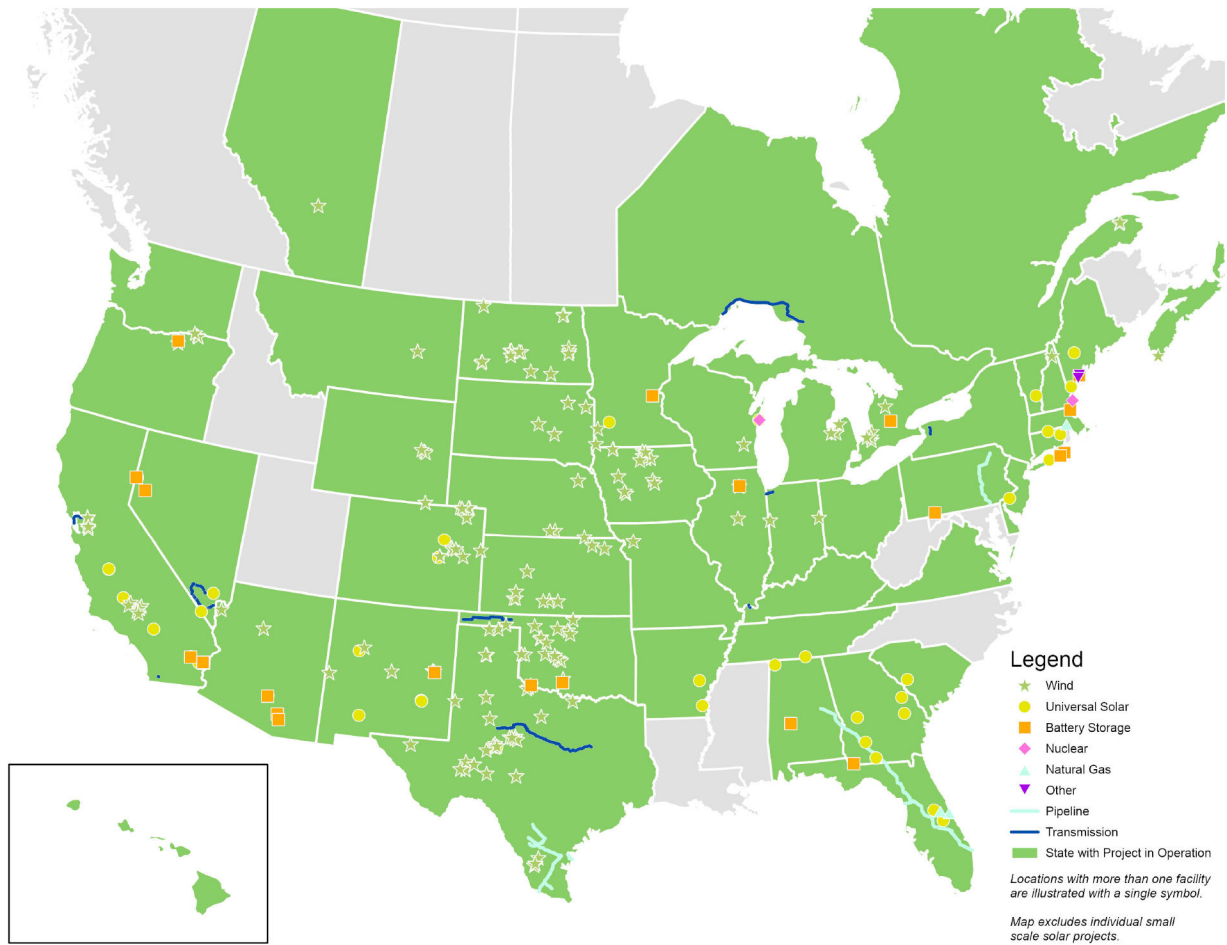 Legend
Wind
Universal Solar
Battery Storage
Nuclear
Natural Gas
Other
Pipeline
Transmission
State with Project in Operation
Locations with more than one facility
are illustrated with a single symbol.
Map excludes individual small
scale solar projects.